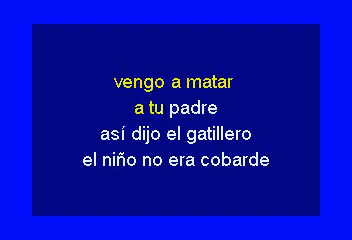 vengo a matar
a tu padre
así dijo el gatillero
el niño no era cobarde